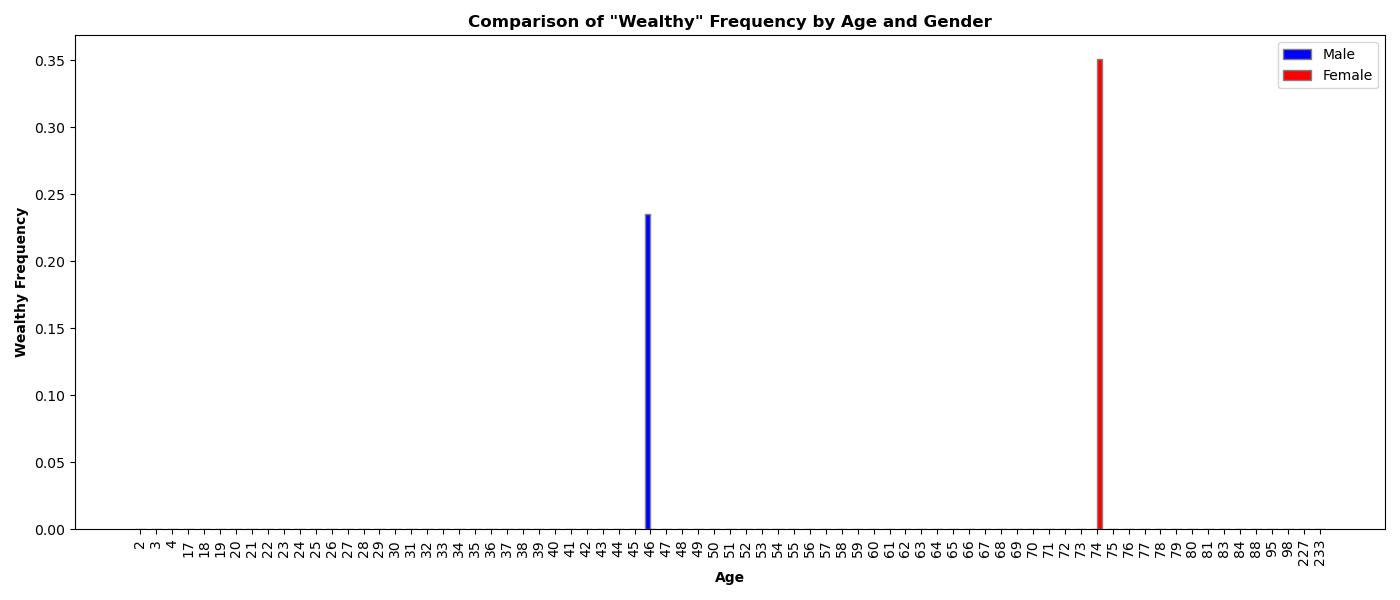 Comparison of "Wealthy" Frequency by Age and Gender
Male
Female
Wealthy Frequency
0.35
0.30
0.25
0.20
0.15
0.10
0.05
0.00
2 3 4 17 18 19 20 21 22 23 24 25 26 27 28 29 30 31 32 33 34 35 36 37 38 39 40 41 42 43 44 45 46 47 48 49 50 51 52 53 54 55 56 57 58 59 60 61 62 63 64 65 66 67 68 69 70 71 72 73 74 75 76 77 78 79 80 81 83 84 88 95 98 227 233
Age